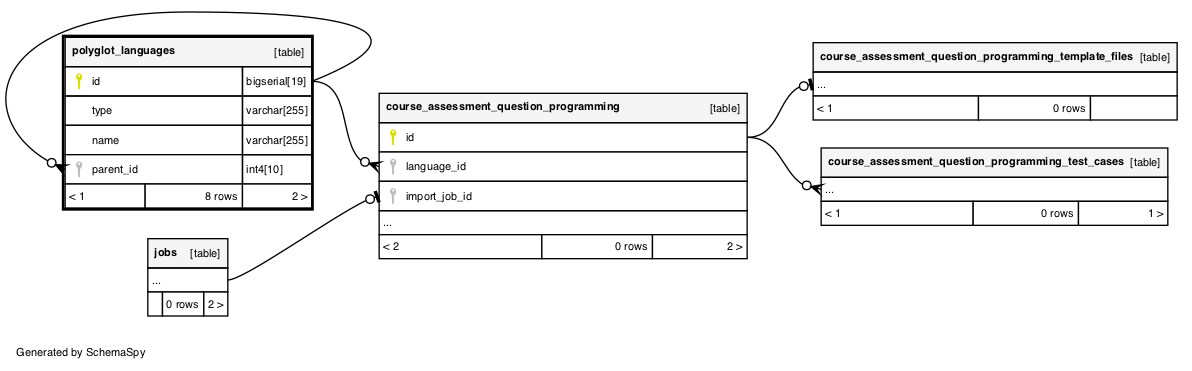 polyglot_languages [table]
id bigserial[19]
type varchar[255]
name varchar[255]
parent_id int4[10]
< 1 8 rows 2 >
jobs [table]
...
0 rows 2 >
course_assessment_question_programming [table]
id
language_id
import_job_id
...
< 2 0 rows 2 >
course_assessment_question_programming_template_files [table]
...
< 1 0 rows
course_assessment_question_programming_test_cases [table]
...
< 1 0 rows 1 >
Generated by SchemaSpy